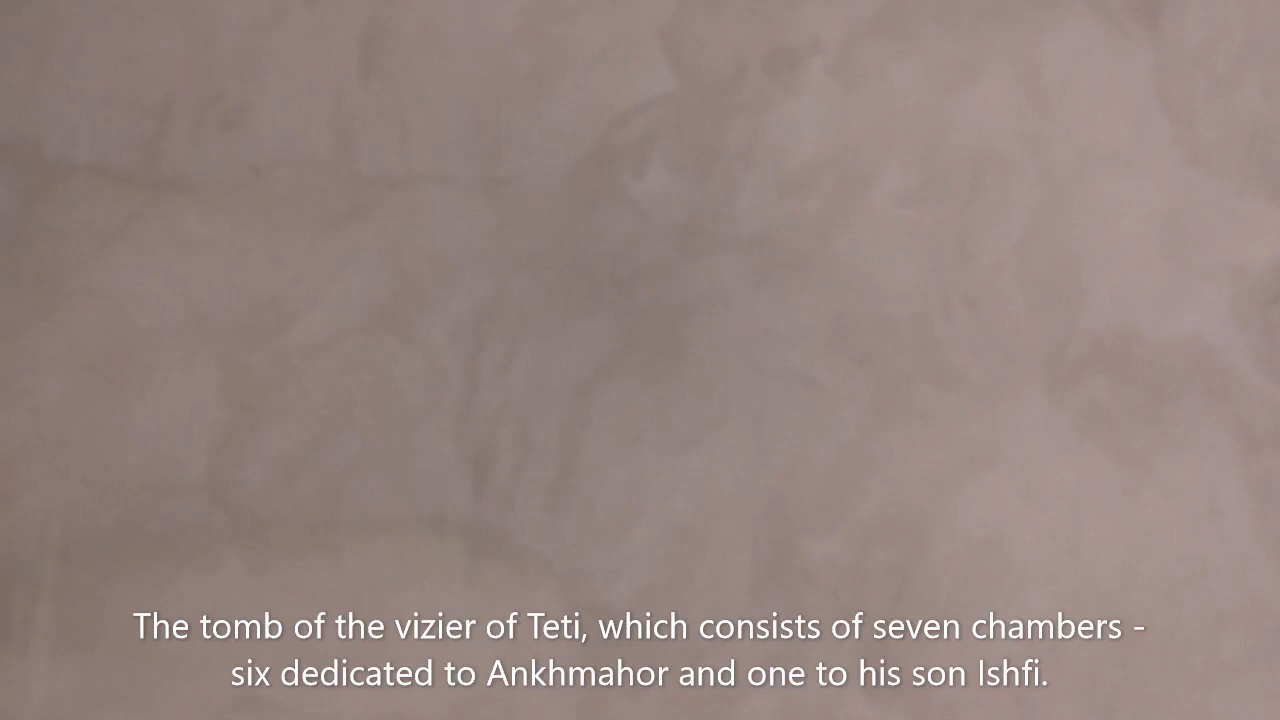 The tomb of the vizier of Teti, which consists of seven chambers -
six dedicated to Ankhmahor and one to his son Ishfi.